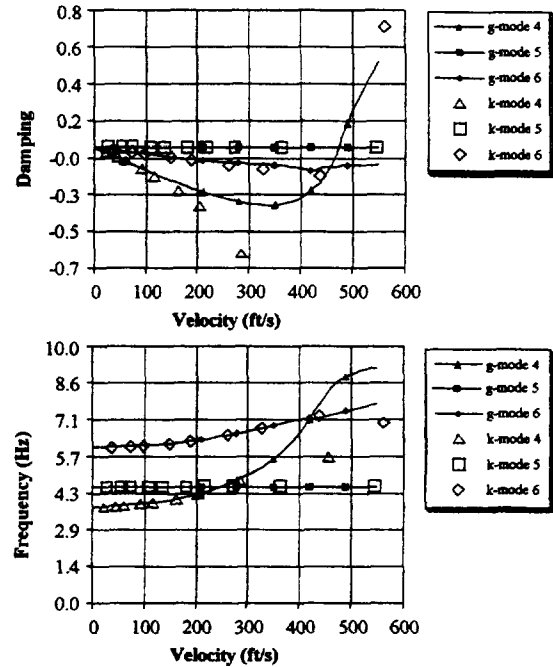 0.8
0.6
0.4
0.2
-0.0
-0.3
-0.5
-0.7
Damping
0 100 200 300 400 500 600
Velocity (ft/s)
g-mode 4
g-mode 5
g-mode 6
k-mode 4
k-mode 5
k-mode 6
10.0
8.6
7.1
5.7
4.3
2.9
1.4
0.0
Frequency (Hz)
0 100 200 300 400 500 600
Velocity (ft/s)
g-mode 4
g-mode 5
g-mode 6
k-mode 4
k-mode 5
k-mode 6